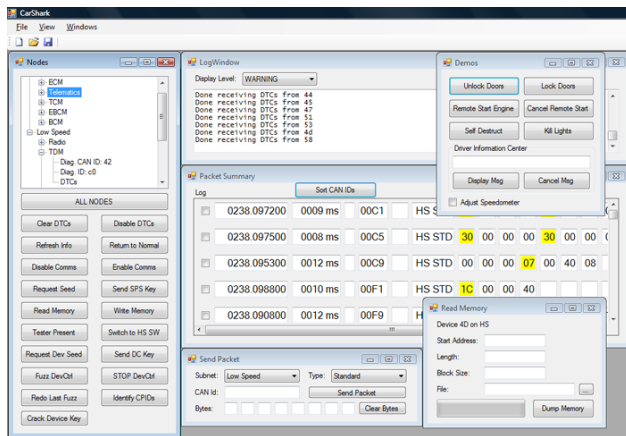 CarShark
File View Windows
Nodes
ECM
Telematics
TCM
EBCM
BCM
Low Speed
Radio
TDM
Diag. CAN ID: 42
Diag. ID: c0
DTCs
ALL NODES
Clear DTCs Disable DTCs
Refresh Info Return to Normal
Disable Comms Enable Comms
Request Seed Send SPS Key
Read Memory Write Memory
Tester Present Switch to HS SW
Request Dev Seed Send DC Key
Fuzz DevCtrl STOP DevCtrl
Redo Last Fuzz Identify CPIDs
Crack Device Key
LogWindow
Display Level: WARNING
Done receiving DTCs from 44
Done receiving DTCs from 45
Done receiving DTCs from 47
Done receiving DTCs from 51
Done receiving DTCs from 53
Done receiving DTCs from 4d
Done receiving DTCs from 58
Demos
Unlock Doors Lock Doors
Remote Start Engine Cancel Remote Start
Self Destruct Kill Lights
Driver Information Center
Display Msg Cancel Msg
Adjust Speedometer
Packet Summary
Log Sort CAN IDs
0238.097200 0009 ms 00C1 HS S
0238.097500 0008 ms 00C5 HS STD 30 00 00 00 30 00 00
0238.095300 0012 ms 00C9 HS STD 00 00 00 07 00 40 08
0238.098800 0010 ms 00F1 HS STD 1C 00 00 40
0238.090800 0012 ms 00F9
Read Memory
Device 4D on HS
Start Address:
Length:
Block Size:
File: ...
Dump Memory
Send Packet
Subnet: Low Speed Type: Standard
CAN Id: Send Packet
Bytes: Clear Bytes